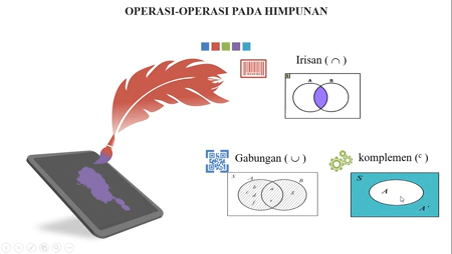 OPERASI-OPERASI PADA HIMPUNAN
Irisan ( ∩ )
A B
Gabungan ( ∪ )
komplemen (ᶜ )
S A B
S
A
A'